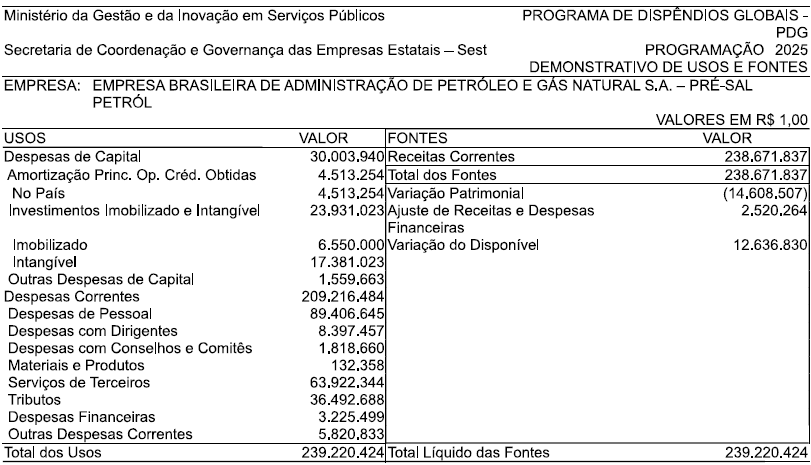 Ministério da Gestão e da Inovação em Serviços Públicos PROGRAMA DE DISPÊNDIOS GLOBAIS -
PDG
Secretaria de Coordenação e Governança das Empresas Estatais – Sest PROGRAMAÇÃO 2025
DEMONSTRATIVO DE USOS E FONTES
EMPRESA: EMPRESA BRASILEIRA DE ADMINISTRAÇÃO DE PETRÓLEO E GÁS NATURAL S.A. – PRÉ-SAL
PETRÓL
VALORES EM R$ 1,00
USOS VALOR FONTES VALOR
Despesas de Capital 30.003.940 Receitas Correntes 238.671.837
Amortização Princ. Op. Créd. Obtidas 4.513.254 Total dos Fontes 238.671.837
No País 4.513.254 Variação Patrimonial (14.608.507)
Investimentos Imobilizado e Intangível 23.931.023 Ajuste de Receitas e Despesas 2.520.264
Financeiras
Imobilizado 6.550.000 Variação do Disponível 12.636.830
Intangível 17.381.023
Outras Despesas de Capital 1.559.663
Despesas Correntes 209.216.484
Despesas de Pessoal 89.406.645
Despesas com Dirigentes 8.397.457
Despesas com Conselhos e Comitês 1.818.660
Materiais e Produtos 132.358
Serviços de Terceiros 63.922.344
Tributos 36.492.688
Despesas Financeiras 3.225.499
Outras Despesas Correntes 5.820.833
Total dos Usos 239.220.424 Total Líquido das Fontes 239.220.424